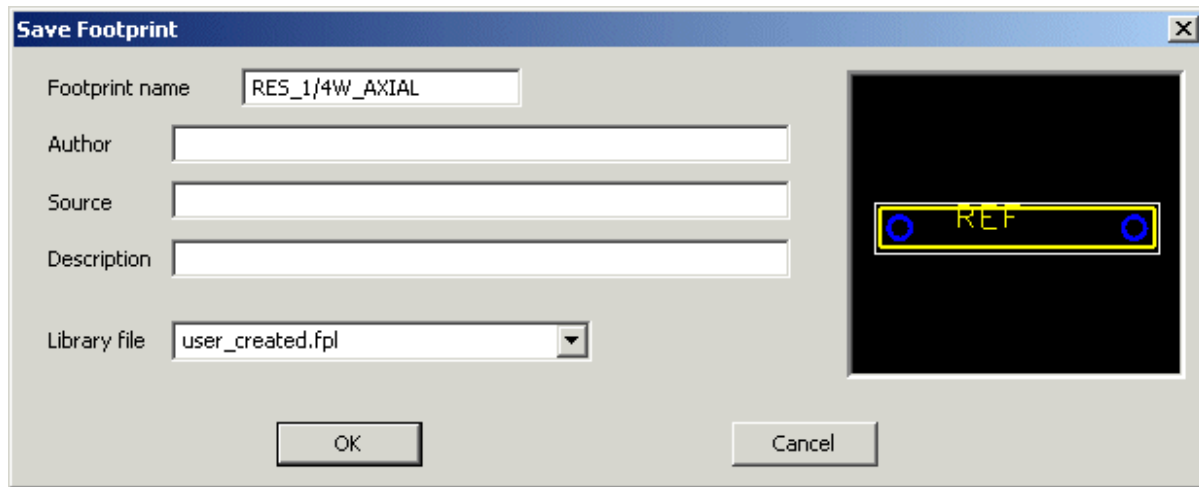 Save Footprint
Footprint name RES_1/4W_AXIAL
Author
Source
REF
Description
Library file user_created.fpl
OK Cancel